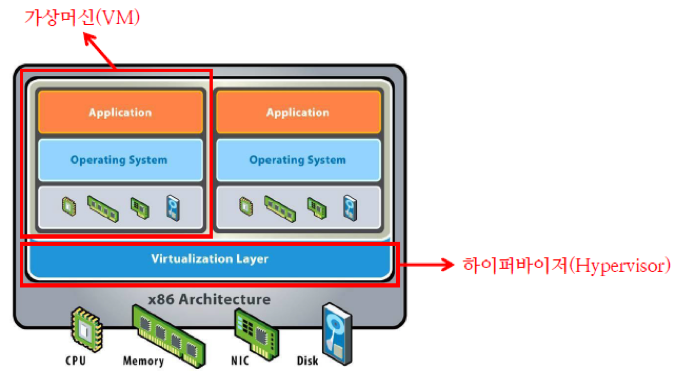 가상머신(VM)
Application
Application
Operating System
Operating System
Virtualization Layer
하이퍼바이저(Hypervisor)
x86 Architecture
CPU
Memory
NIC
Disk